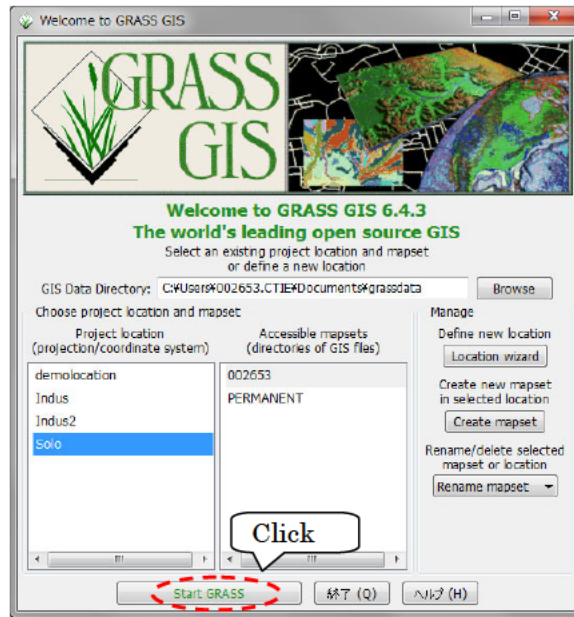 Welcome to GRASS GIS
GRASS
GIS
Welcome to GRASS GIS 6.4.3
The world's leading open source GIS
Select an existing project location and mapset
or define a new location
GIS Data Directory: C:¥Users¥002653.CTIE¥Documents¥grassdata Browse
Choose project location and mapset
Project location
(projection/coordinate system)
demolocation
Indus
Indus2
Solo
Accessible mapsets
(directories of GIS files)
002653
PERMANENT
Manage
Define new location
Location wizard
Create new mapset
in selected location
Create mapset
Rename/delete selected
mapset or location
Rename mapset
Click
Start GRASS 終了 (Q) ヘルプ (H)